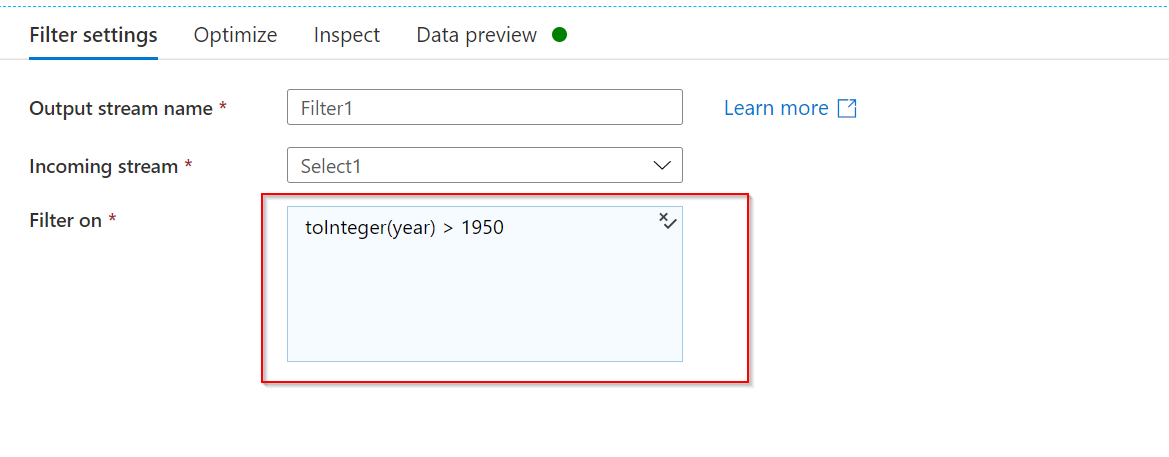 Filter settings Optimize Inspect Data preview
Output stream name * Filter1 Learn more
Incoming stream * Select1
Filter on * toInteger(year) > 1950